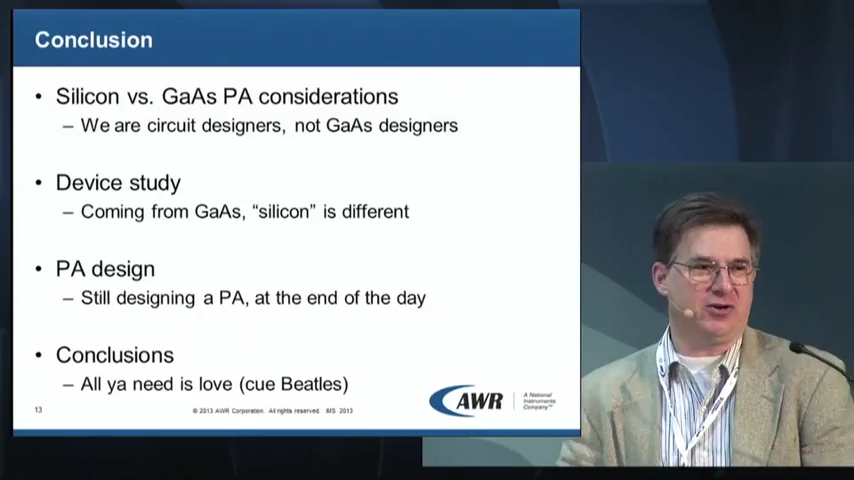 Conclusion
• Silicon vs. GaAs PA considerations
– We are circuit designers, not GaAs designers
• Device study
– Coming from GaAs, “silicon” is different
• PA design
– Still designing a PA, at the end of the day
• Conclusions
– All ya need is love (cue Beatles)
13
© 2013 AWR Corporation. All rights reserved. IMS 2013
AWR
A National
Instruments
Company™